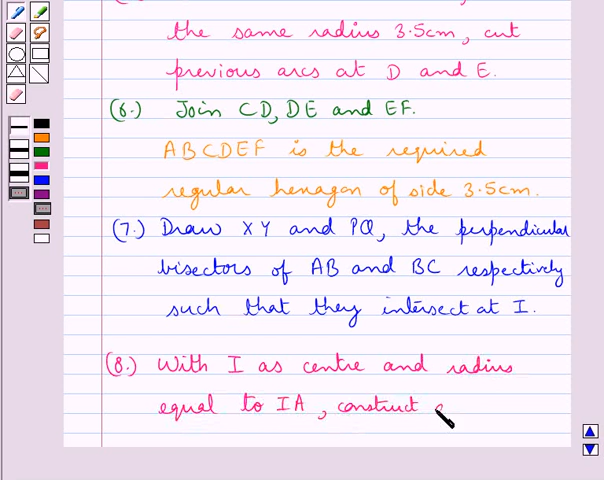 the same radius 3.5cm, cut
previous arcs at D and E.
(6.) Join CD, DE and EF.
ABCDEF is the required
regular hexagon of side 3.5cm.
(7.) Draw XY and PQ, the perpendicular
bisectors of AB and BC respectively
such that they intersect at I.
(8.) With I as centre and radius
equal to IA, construct